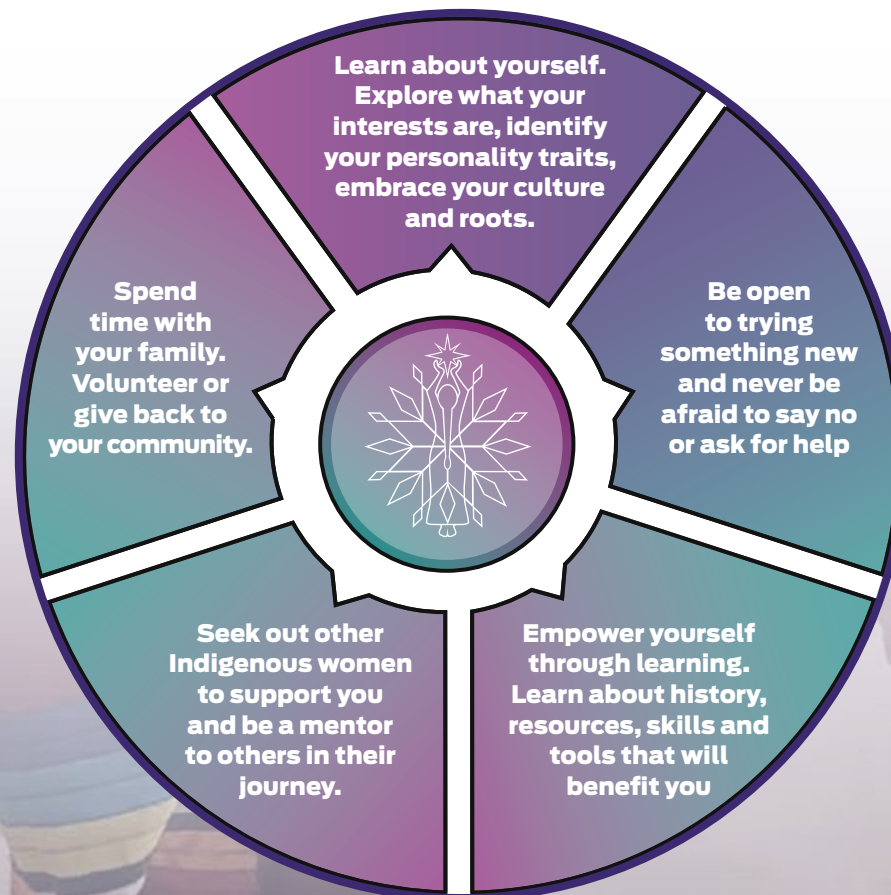 Learn about yourself.
Explore what your
interests are, identify
your personality traits,
embrace your culture
and roots.
Be open
to trying
something new
and never be
afraid to say no
or ask for help
Empower yourself
through learning.
Learn about history,
resources, skills and
tools that will
benefit you
Seek out other
Indigenous women
to support you
and be a mentor
to others in their
journey.
Spend
time with
your family.
Volunteer or
give back to
your community.